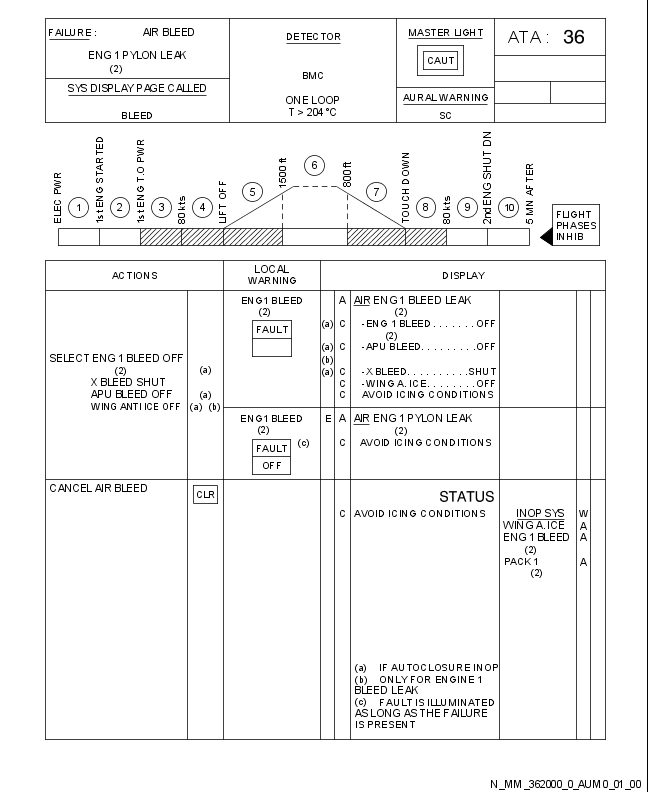 FAILURE: AIR BLEED
ENG 1 PYLON LEAK
(2)
SYS DISPLAY PAGE CALLED
BLEED
DETECTOR
BMC
ONE LOOP
T > 204 °C
MASTER LIGHT
CAUT
AURAL WARNING
SC
ATA: 36
ELEC PWR
1
1st ENG STARTED
2
1st ENG T.O PWR
3
80 kts
4
LIFT OFF
5
1500 ft
6
800 ft
7
TOUCH DOWN
8
80 kts
9
2nd ENG SHUT DN
10
5 MN AFTER
FLIGHT
PHASES
INHIB
ACTIONS
LOCAL
WARNING
DISPLAY
SELECT ENG 1 BLEED OFF (a)
(2)
X BLEED SHUT
APU BLEED OFF (a)
WING ANTI ICE OFF (a) (b)
ENG 1 BLEED
(2)
FAULT
A AIR ENG 1 BLEED LEAK
(2)
(a) C -ENG 1 BLEED.......OFF
(2)
(a) C -APU BLEED.........OFF
(b)
(a) C -X BLEED..........SHUT
C -WING A. ICE........OFF
C AVOID ICING CONDITIONS
ENG 1 BLEED
(2)
FAULT (c)
OFF
E A AIR ENG 1 PYLON LEAK
(2)
C AVOID ICING CONDITIONS
CANCEL AIR BLEED CLR
STATUS
C AVOID ICING CONDITIONS
INOP SYS W
WING A.ICE A
ENG 1 BLEED A
(2)
PACK 1 A
(2)
(a) IF AUTOCLOSURE INOP
(b) ONLY FOR ENGINE 1
BLEED LEAK
(c) FAULT IS ILLUMINATED
AS LONG AS THE FAILURE
IS PRESENT
N_MM_362000_0_AUM0_01_00